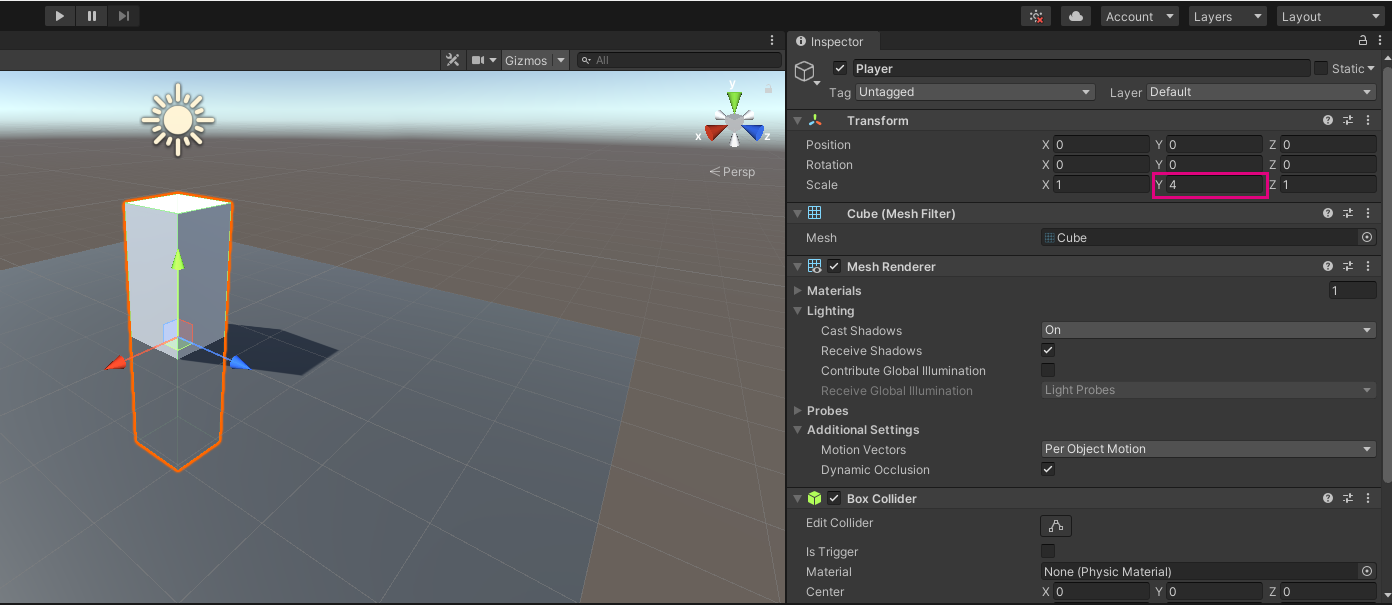 Account Layers Layout
Inspector
Gizmos All
Player Static
Tag Untagged Layer Default
y
x z
Persp
Transform
Position X 0 Y 0 Z 0
Rotation X 0 Y 0 Z 0
Scale X 1 Y 4 Z 1
Cube (Mesh Filter)
Mesh Cube
Mesh Renderer
Materials 1
Lighting
Cast Shadows On
Receive Shadows
Contribute Global Illumination
Receive Global Illumination Light Probes
Probes
Additional Settings
Motion Vectors Per Object Motion
Dynamic Occlusion
Box Collider
Edit Collider
Is Trigger
Material None (Physic Material)
Center X 0 Y 0 Z 0